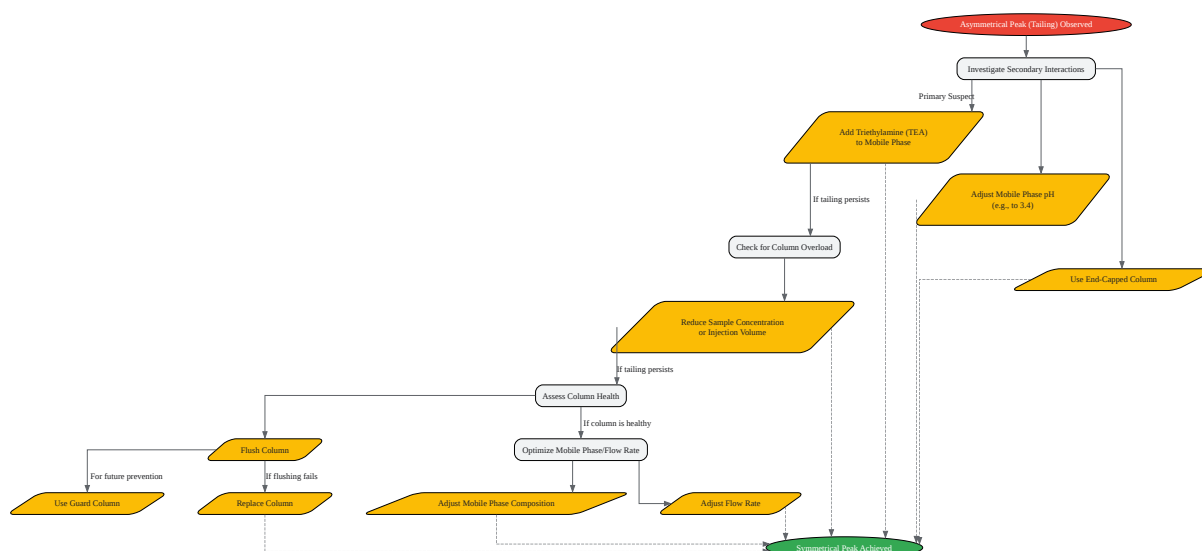 Asymmetrical Peak (Tailing) Observed
Investigate Secondary Interactions
Primary Suspect
Add Triethylamine (TEA)
to Mobile Phase
Adjust Mobile Phase pH
(e.g., to 3.4)
If tailing persists
Check for Column Overload
Use End-Capped Column
Reduce Sample Concentration
or Injection Volume
If tailing persists
Assess Column Health
If column is healthy
Flush Column
Optimize Mobile Phase/Flow Rate
For future prevention
If flushing fails
Use Guard Column
Replace Column
Adjust Mobile Phase Composition
Adjust Flow Rate
Symmetrical Peak Achieved